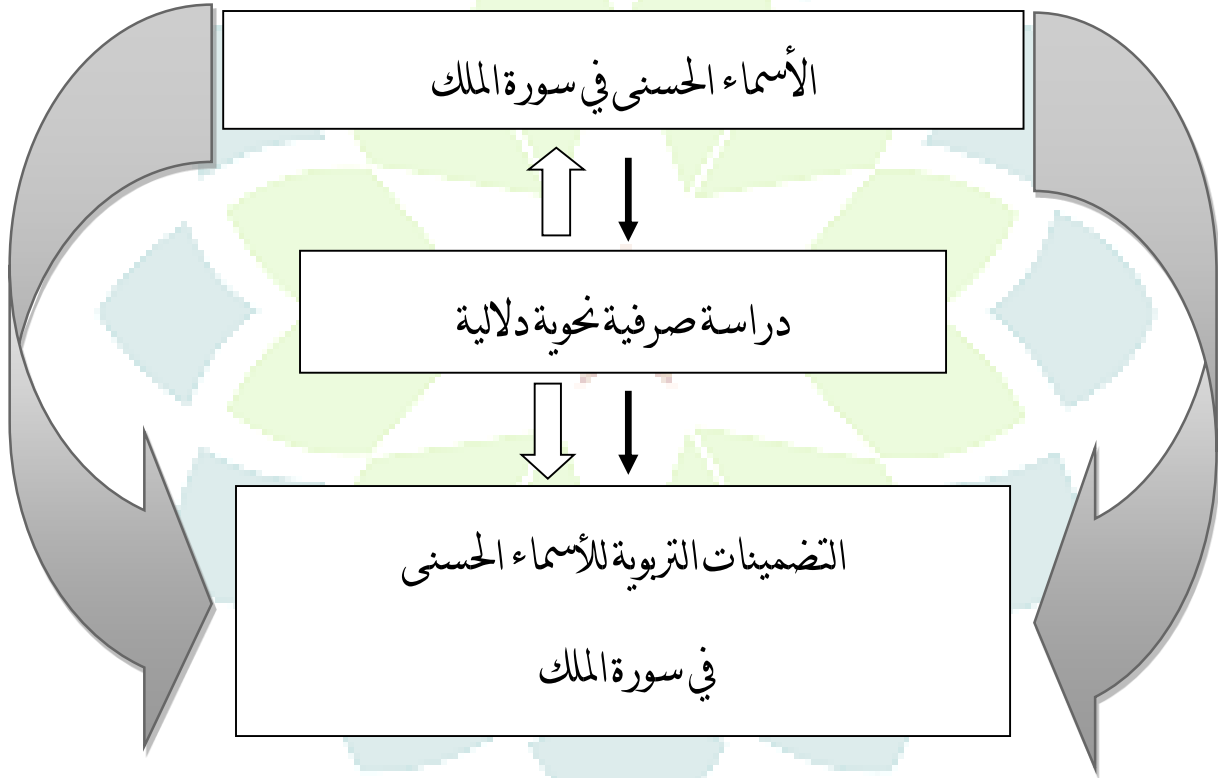 الأسماء الحسنى في سورة الملك
دراسة صرفية نحوية دلالية
التضمينات التربوية للأسماء الحسنى
في سورة الملك